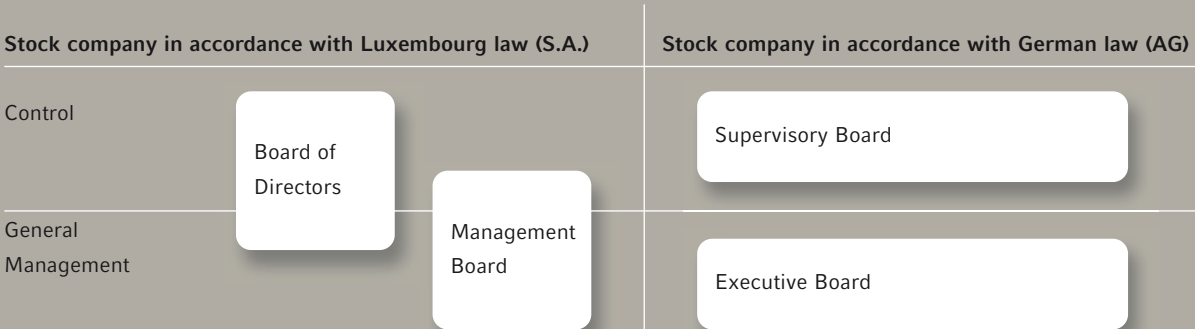 Stock company in accordance with Luxembourg law (S.A.)
Stock company in accordance with German law (AG)
Control
Board of
Directors
Supervisory Board
General
Management
Management
Board
Executive Board